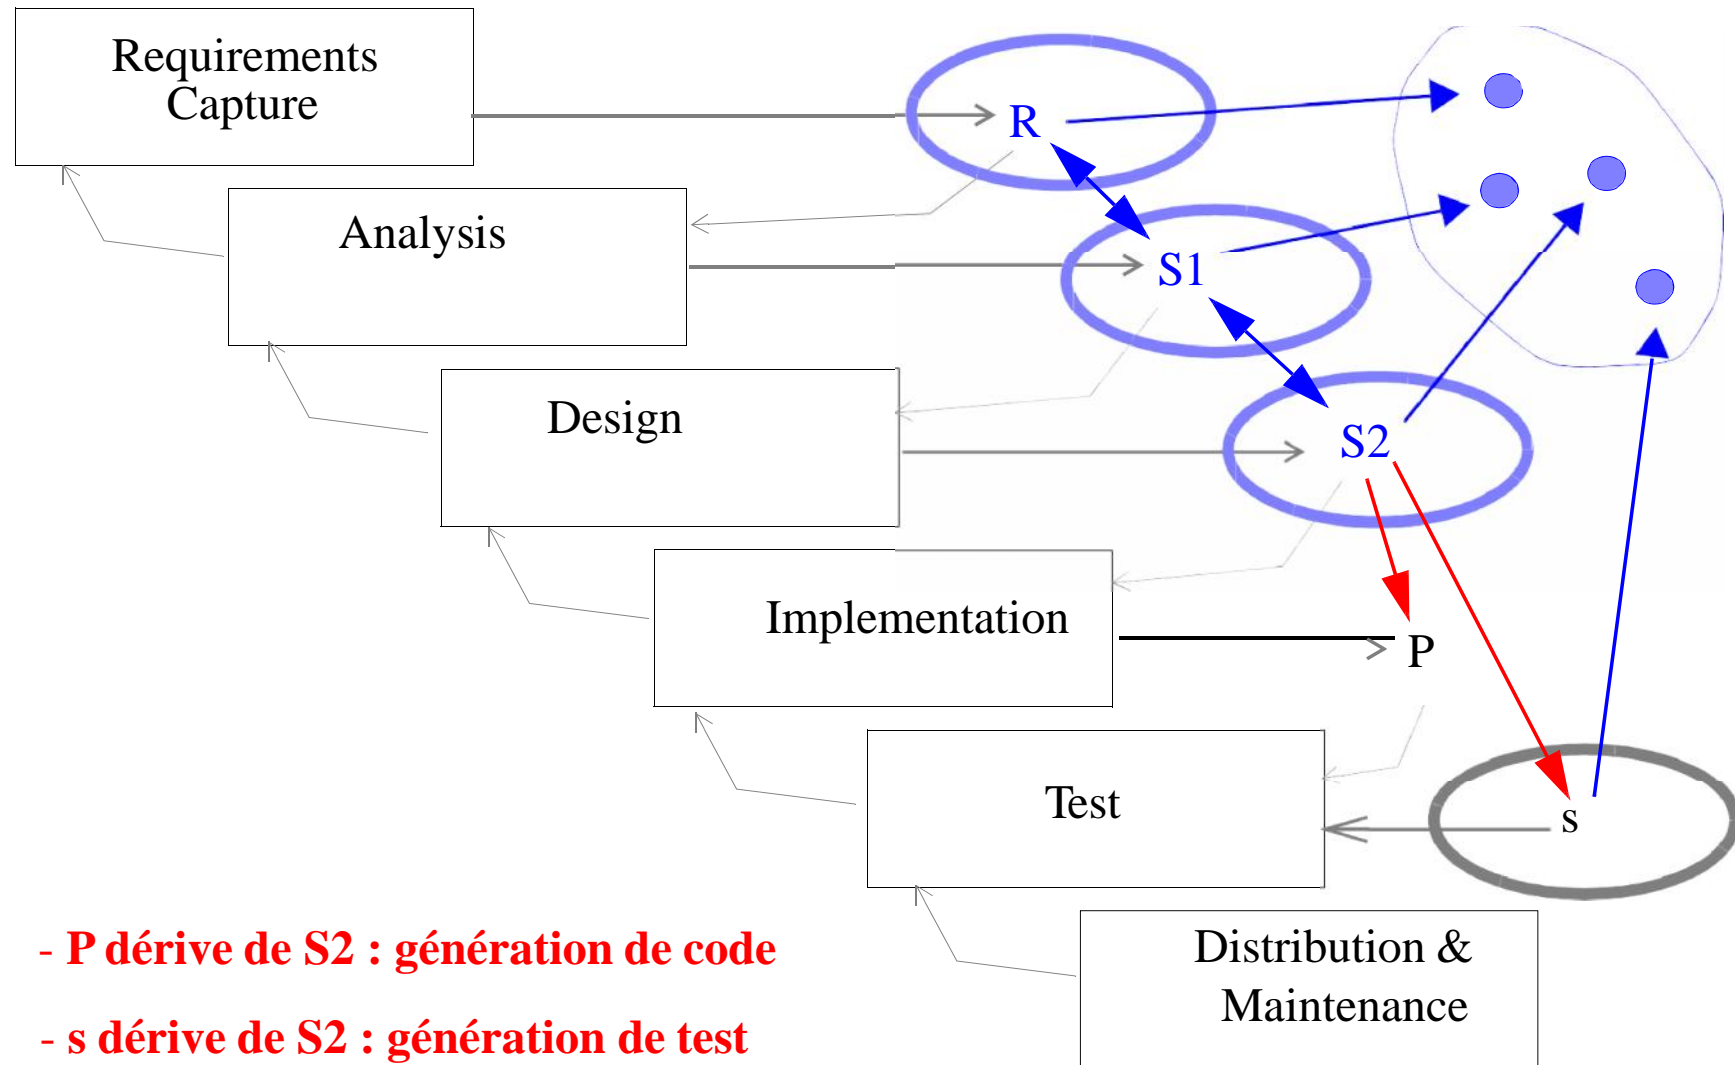 Requirements
Capture
R
Analysis
S1
Design
S2
Implementation
P
Test
s
- P dérive de S2 : génération de code
- s dérive de S2 : génération de test
Distribution &
Maintenance